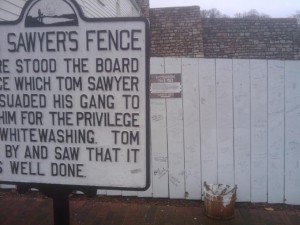 SAWYER'S FENCE
RE STOOD THE BOARD
CE WHICH TOM SAWYER
SUADED HIS GANG TO
HIM FOR THE PRIVILEGE
WHITEWASHING. TOM
BY AND SAW THAT IT
S WELL DONE.